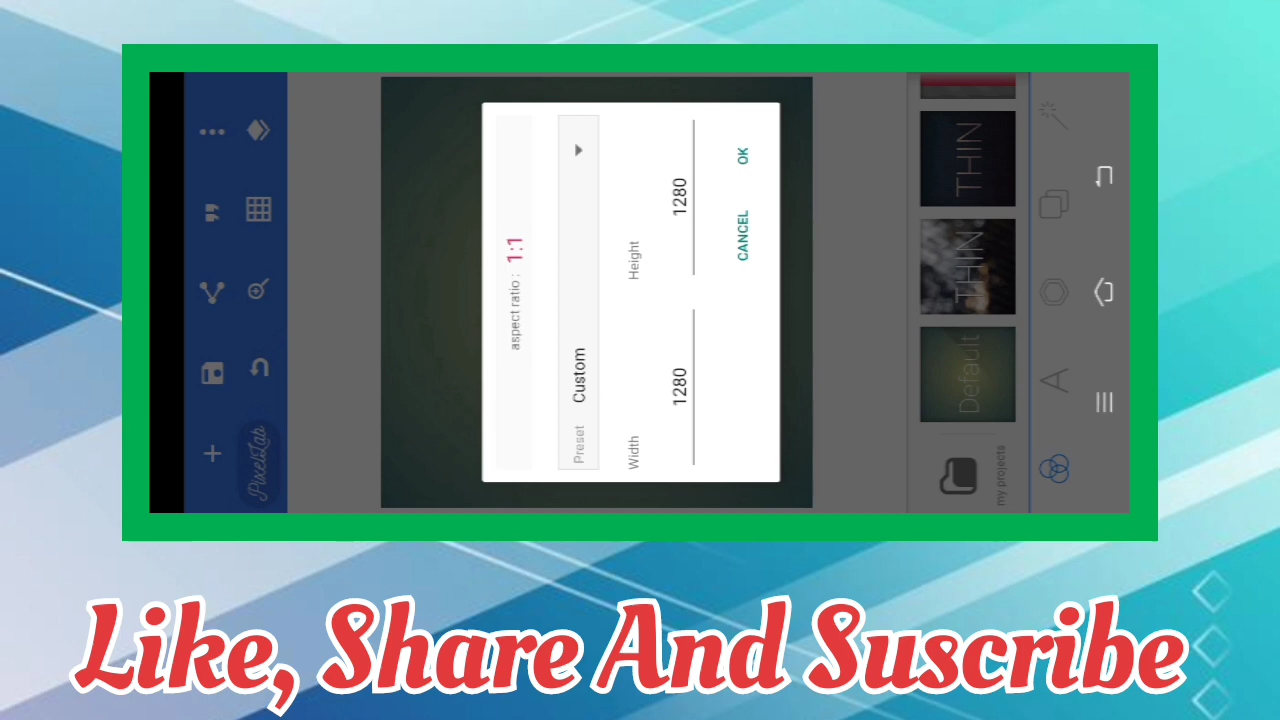 PixelLab
aspect ratio : 1:1
Preset Custom
Width Height
1280 1280
CANCEL OK
my projects
Default
THIN
THIN
A
Like, Share And Suscribe